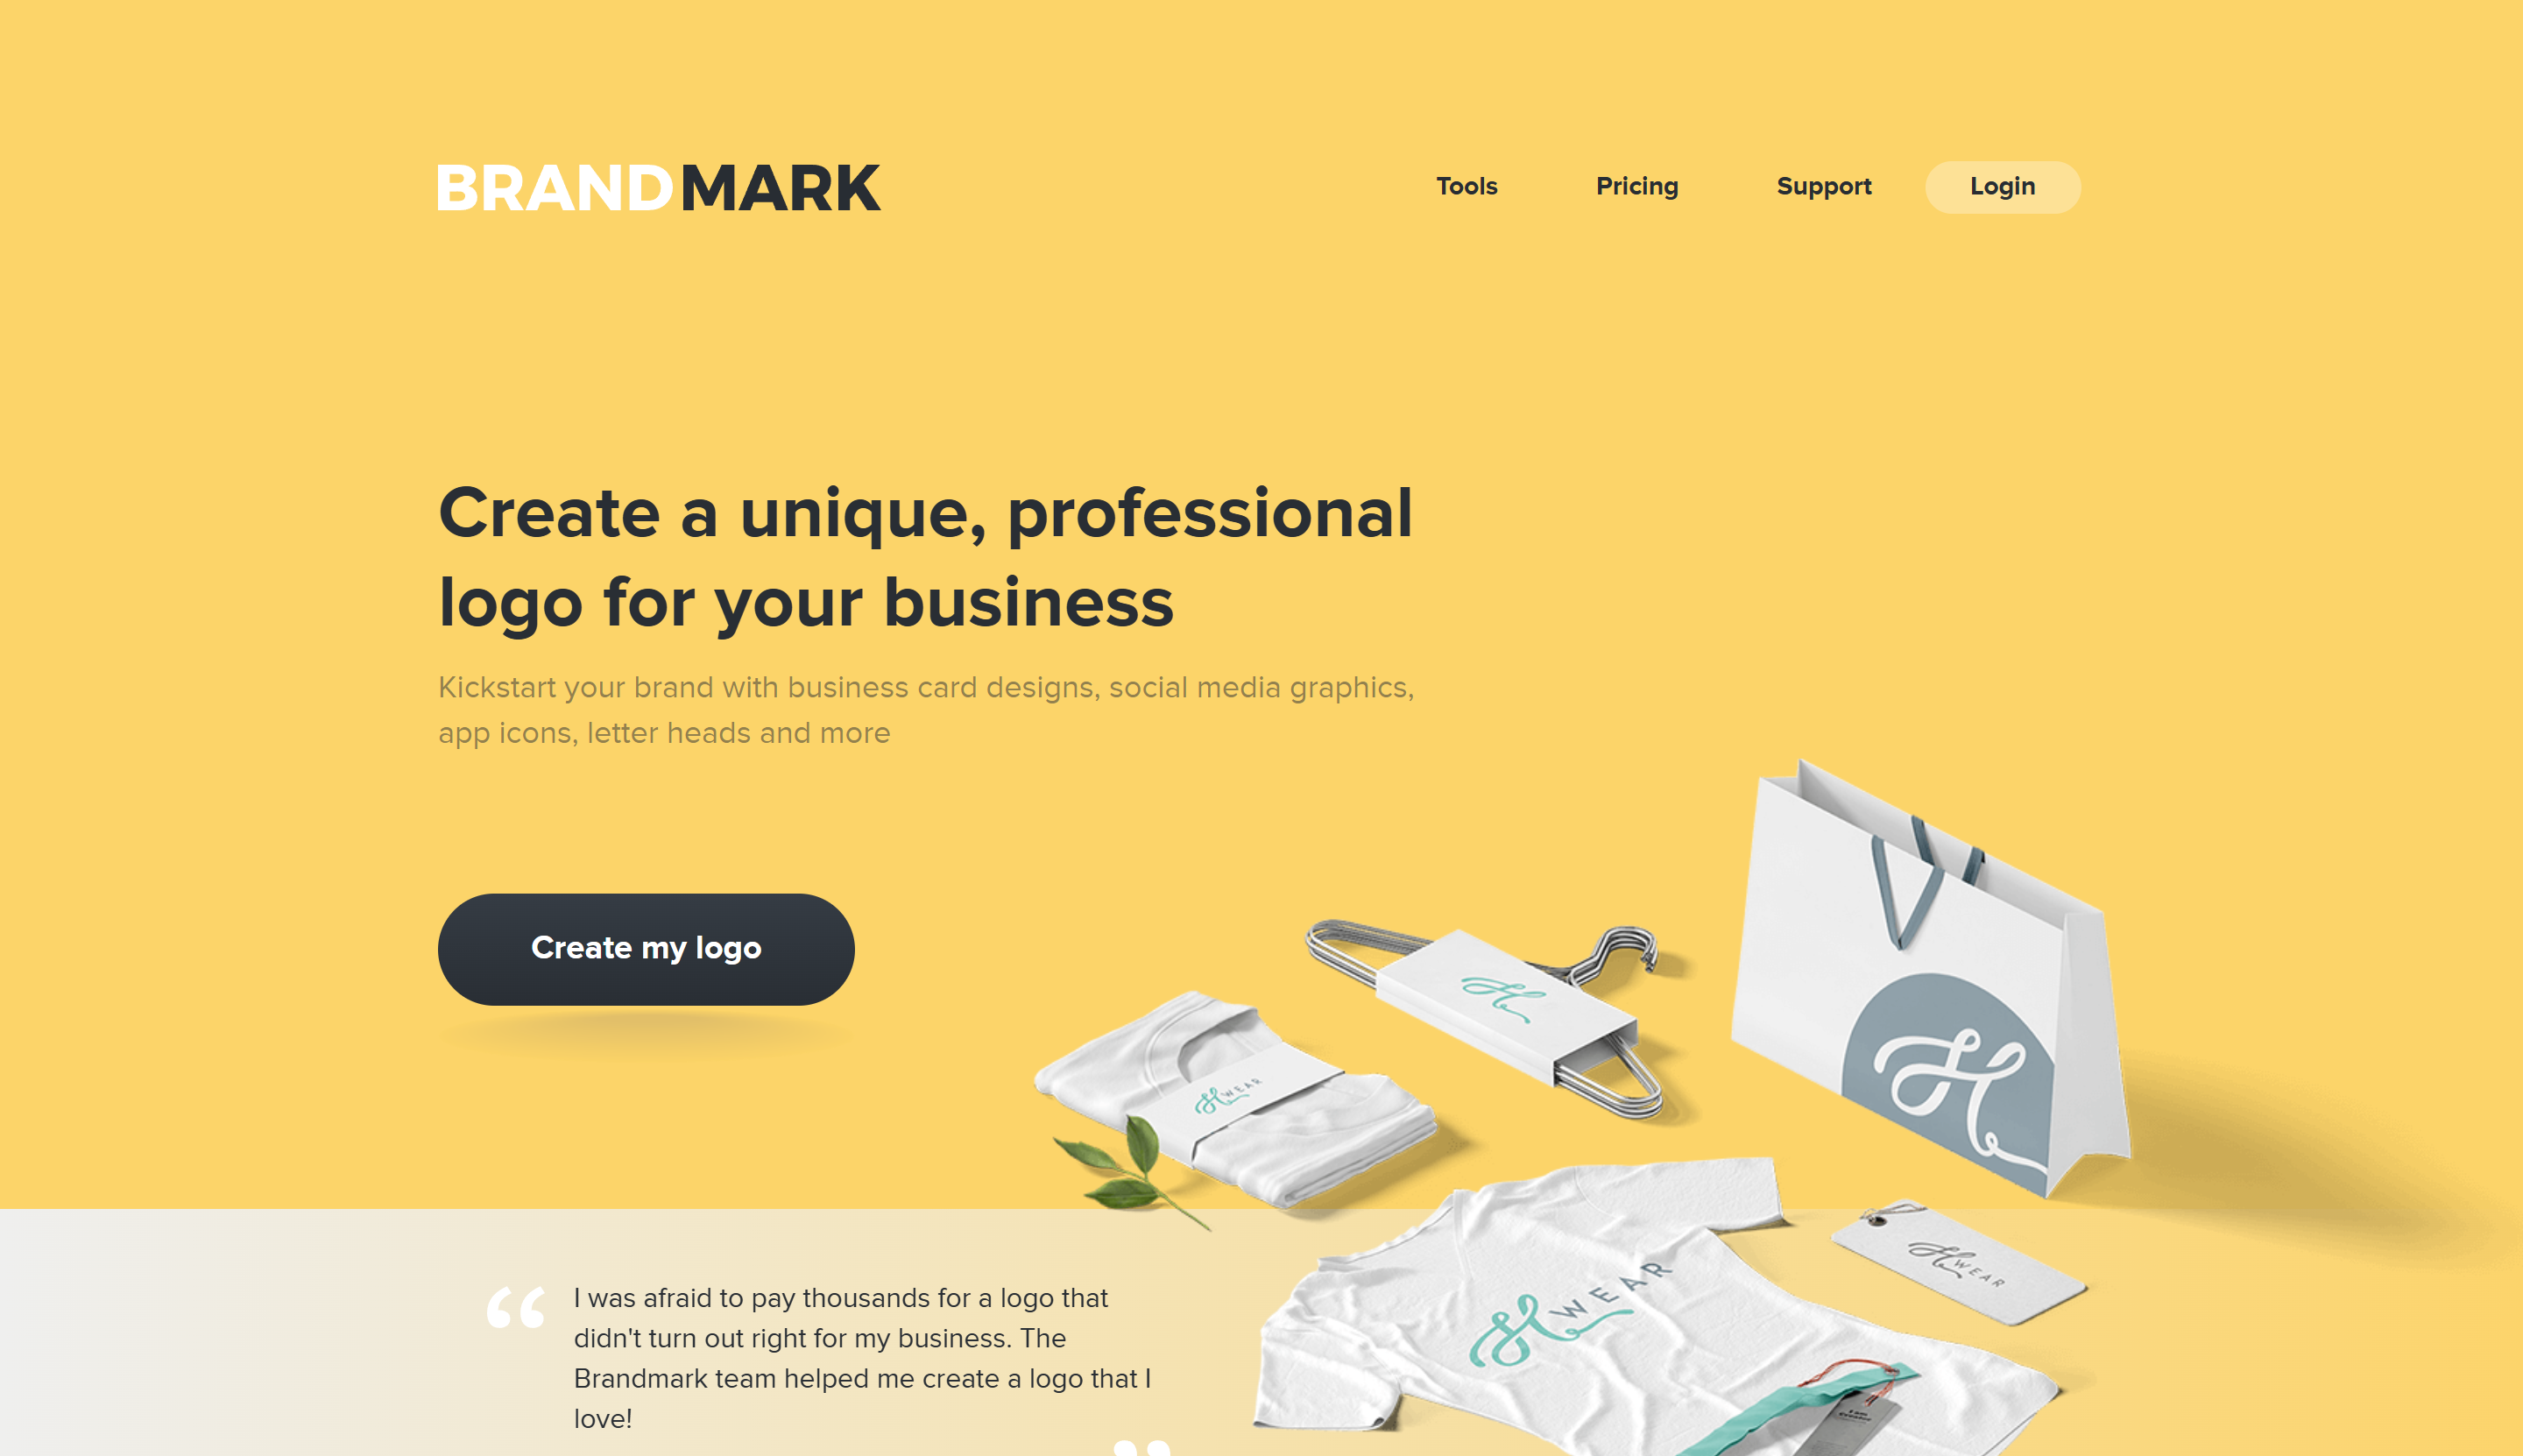 BRANDMARK
Tools
Pricing
Support
Login
Create a unique, professional
logo for your business
Kickstart your brand with business card designs, social media graphics,
app icons, letter heads and more
Create my logo
H
H
H WEAR
H WEAR
H WEAR
I am
Creator
“
I was afraid to pay thousands for a logo that
didn't turn out right for my business. The
Brandmark team helped me create a logo that I
love!
”